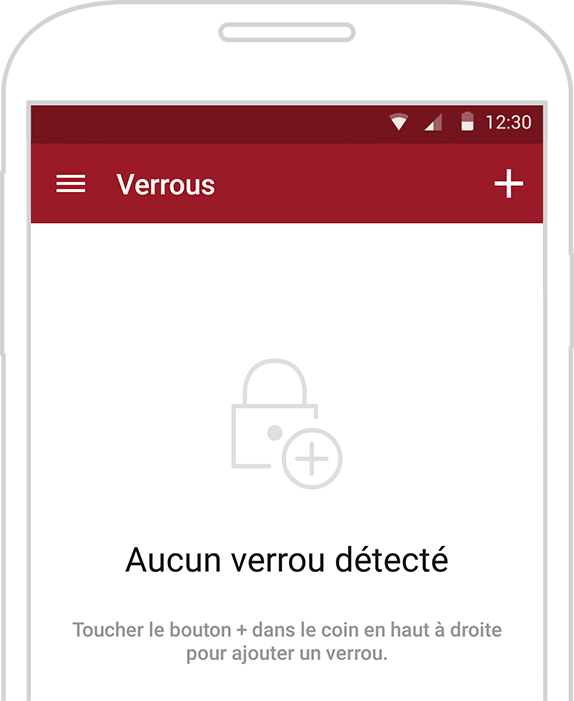 12:30
Verrous
Aucun verrou détecté
Toucher le bouton + dans le coin en haut à droite
pour ajouter un verrou.